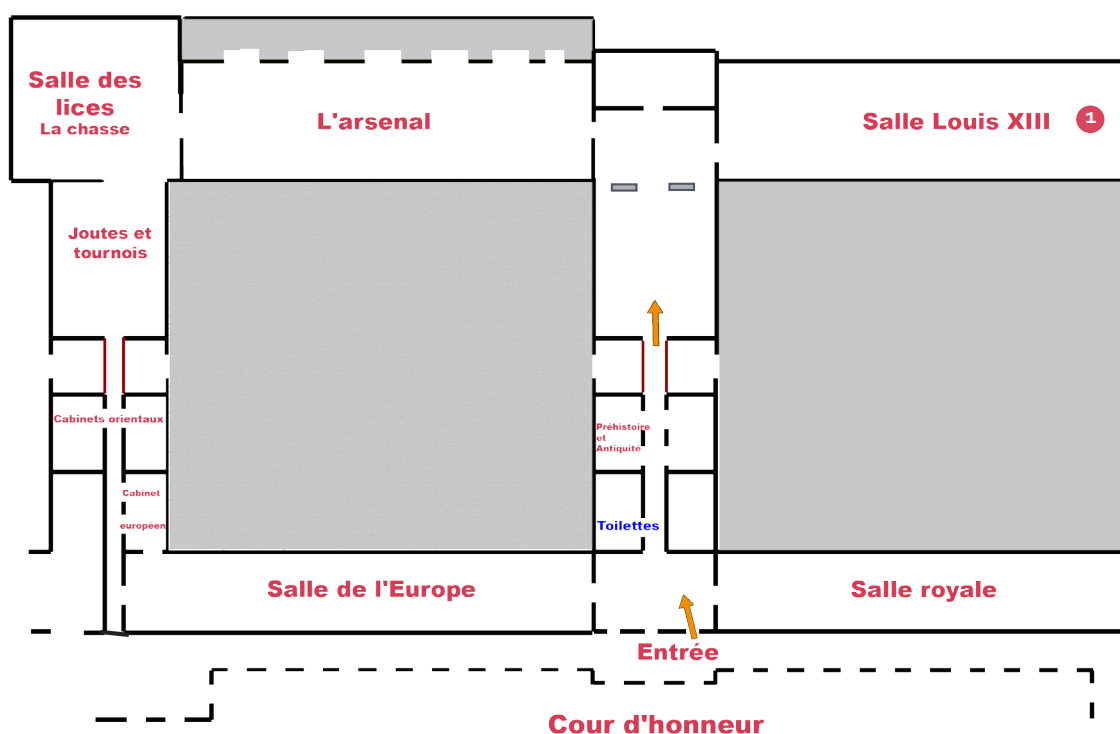 Salle des
lices
La chasse
L'arsenal
Salle Louis XIII 1
Joutes et
tournois
Cabinets orientaux
Préhistoire
et
Antiquité
Cabinet
européen
Toilettes
Salle de l'Europe
Salle royale
Entrée
Cour d'honneur